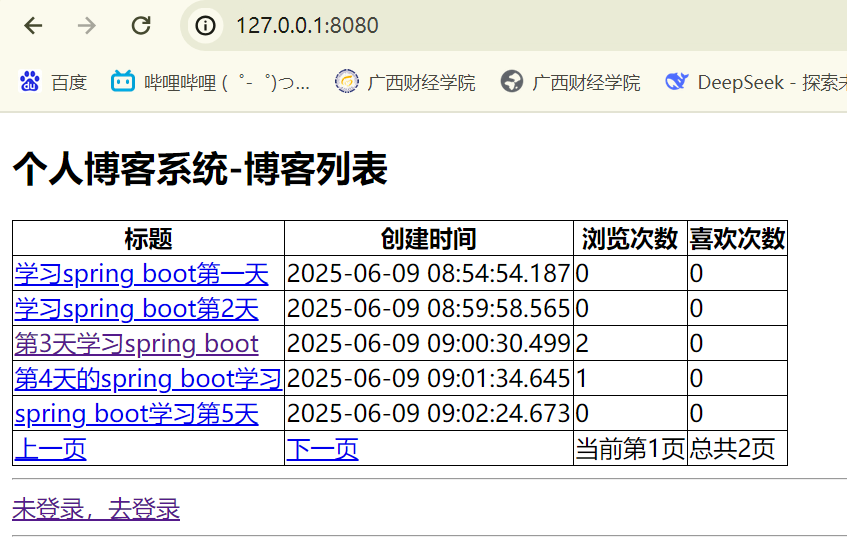 127.0.0.1:8080
百度 哔哩哔哩 ( ゜- ゜)つ... 广西财经学院 广西财经学院 DeepSeek - 探索未
个人博客系统-博客列表
标题 创建时间 浏览次数 喜欢次数
学习spring boot第一天 2025-06-09 08:54:54.187 0 0
学习spring boot第2天 2025-06-09 08:59:58.565 0 0
第3天学习spring boot 2025-06-09 09:00:30.499 2 0
第4天的spring boot学习 2025-06-09 09:01:34.645 1 0
spring boot学习第5天 2025-06-09 09:02:24.673 0 0
上一页 下一页 当前第1页 总共2页
未登录，去登录